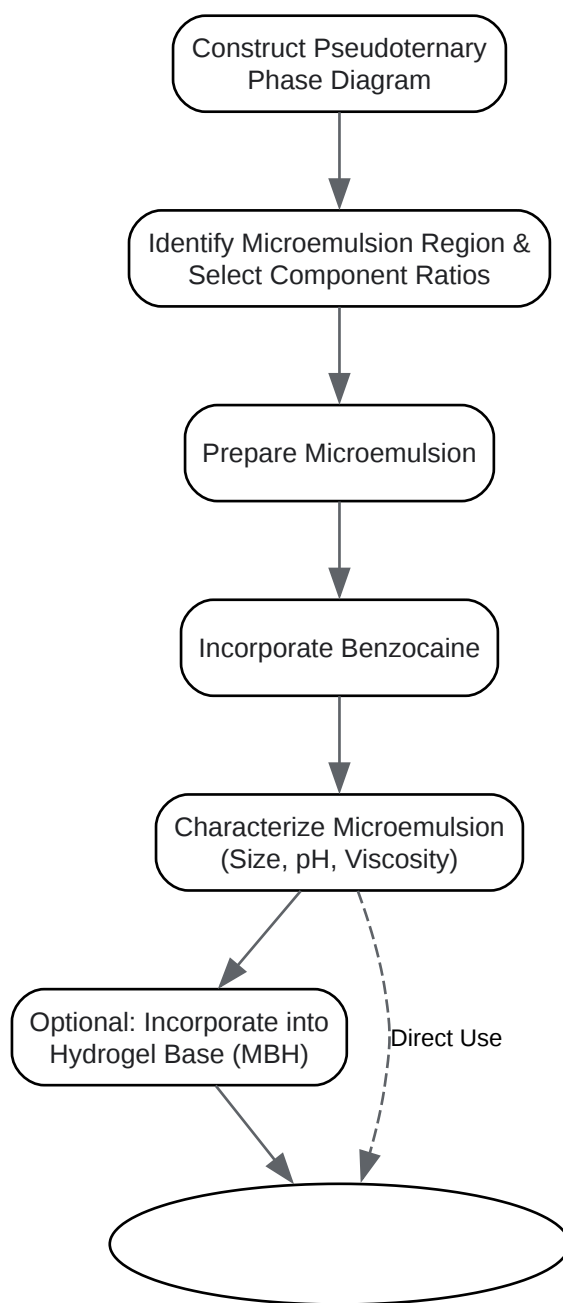 Construct Pseudoternary
Phase Diagram
Identify Microemulsion Region &
Select Component Ratios
Prepare Microemulsion
Incorporate Benzocaine
Characterize Microemulsion
(Size, pH, Viscosity)
Optional: Incorporate into
Hydrogel Base (MBH)
Direct Use